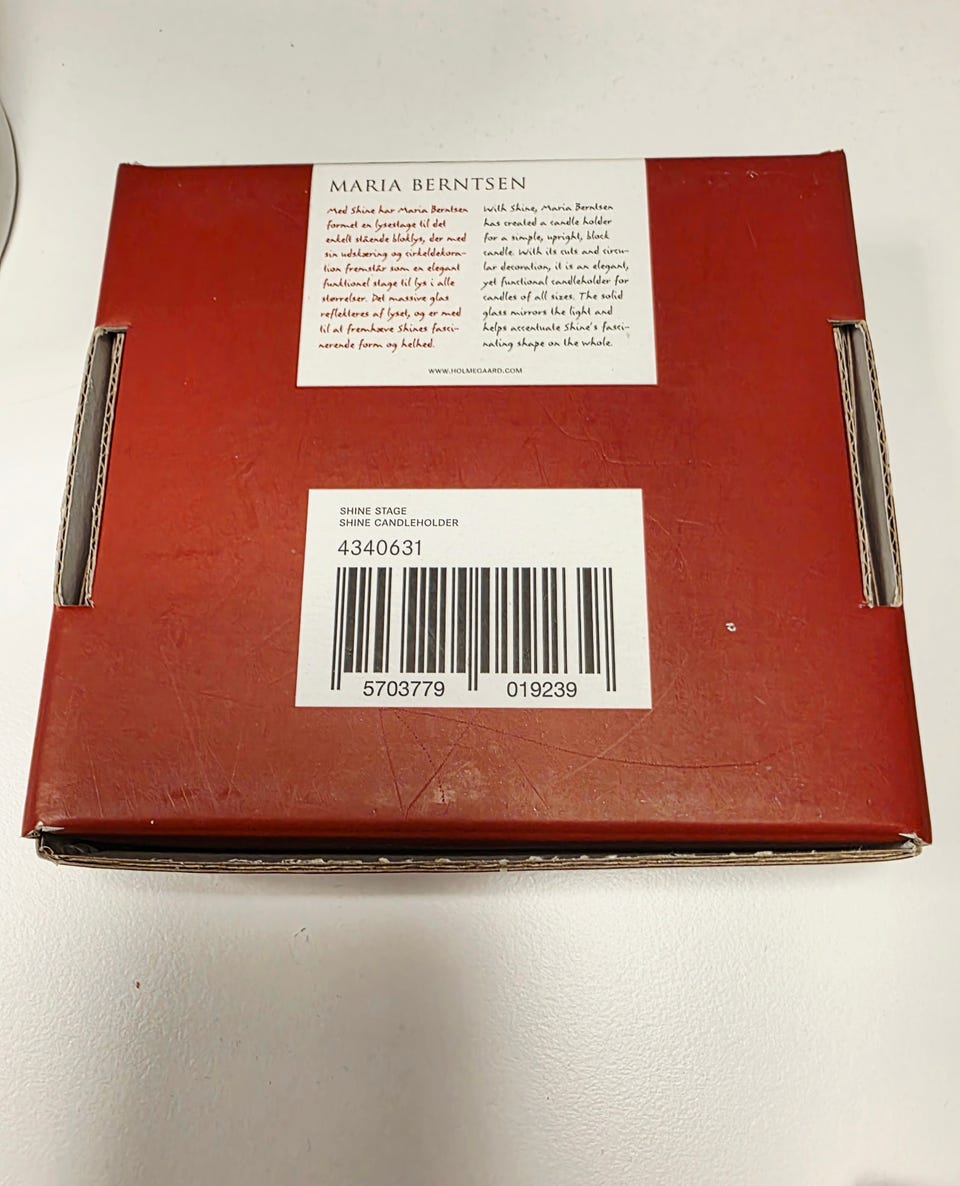 MARIA BERNTSEN
Med Shine har Maria Berntsen
formet en lysestage til det
enkelt stående bloklys, der med
sin udskæring og cirkeldekora-
tion fremstår som en elegant
funktionel stage til lys i alle
størrelser. Det massive glas
reflekteres af lyset, og er med
til at fremhæve Shines fasci-
nerende form og helhed.
With Shine, Maria Berntsen
has created a candle holder
for a simple, upright, block
candle. With its cuts and circu-
lar decoration, it is an elegant,
yet functional candleholder for
candles of all sizes. The solid
glass mirrors the light and
helps accentuate Shine's fasci-
nating shape on the whole.
WWW.HOLMEGAARD.COM
SHINE STAGE
SHINE CANDLEHOLDER
4340631
5703779 019239